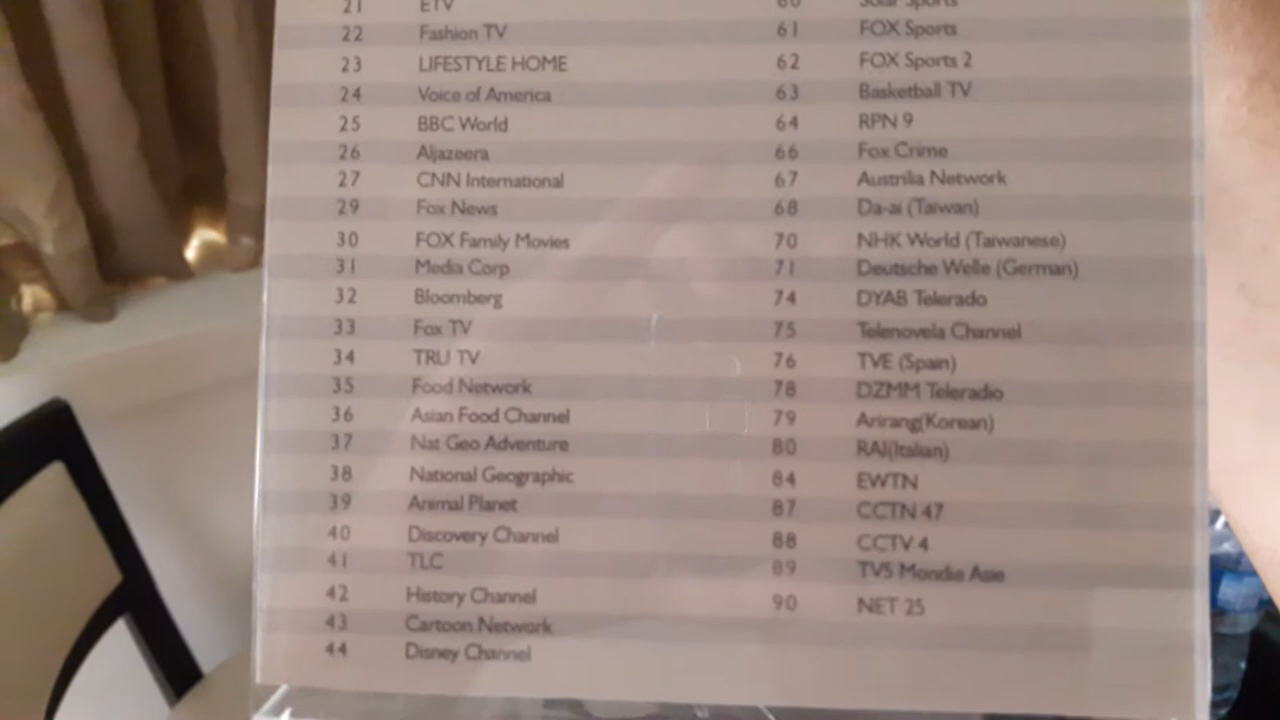 21 ETV
22 Fashion TV
23 LIFESTYLE HOME
24 Voice of America
25 BBC World
26 Aljazeera
27 CNN International
29 Fox News
30 FOX Family Movies
31 Media Corp
32 Bloomberg
33 Fox TV
34 TRU TV
35 Food Network
36 Asian Food Channel
37 Nat Geo Adventure
38 National Geographic
39 Animal Planet
40 Discovery Channel
41 TLC
42 History Channel
43 Cartoon Network
44 Disney Channel
60 Solar Sports
61 FOX Sports
62 FOX Sports 2
63 Basketball TV
64 RPN 9
66 Fox Crime
67 Austrilia Network
68 Da-ai (Taiwan)
70 NHK World (Taiwanese)
71 Deutsche Welle (German)
74 DYAB Telerado
75 Telenovela Channel
76 TVE (Spain)
78 DZMM Teleradio
79 Arirang(Korean)
80 RAI(Italian)
84 EWTN
87 CCTN 47
88 CCTV 4
89 TV5 Mondie Asie
90 NET 25